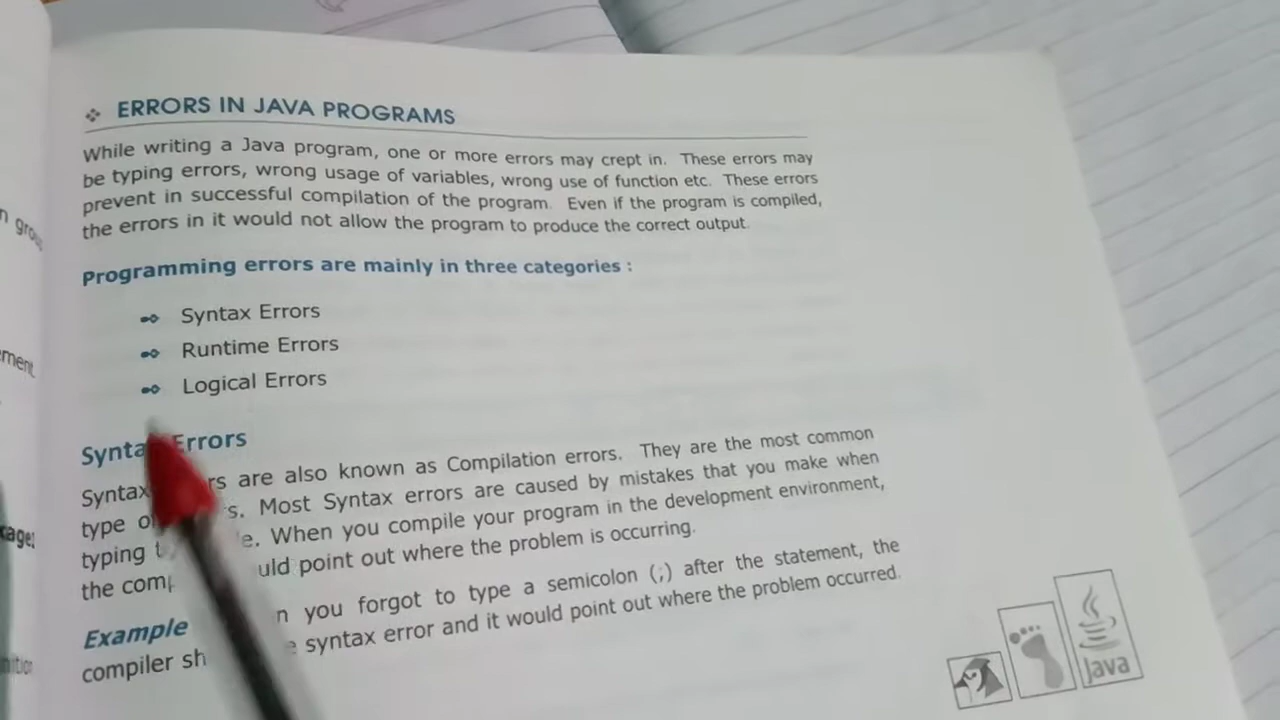 ERRORS IN JAVA PROGRAMS
While writing a Java program, one or more errors may crept in. These errors may
be typing errors, wrong usage of variables, wrong use of function etc. These errors
prevent in successful compilation of the program. Even if the program is compiled,
the errors in it would not allow the program to produce the correct output.
Programming errors are mainly in three categories :
Syntax Errors
Runtime Errors
Logical Errors
Syntax Errors
Syntax rs are also known as Compilation errors. They are the most common
type s. Most Syntax errors are caused by mistakes that you make when
typing e. When you compile your program in the development environment,
the uld point out where the problem is occurring.
Example n you forgot to type a semicolon (;) after the statement, the
compiler sh syntax error and it would point out where the problem occurred.
Java